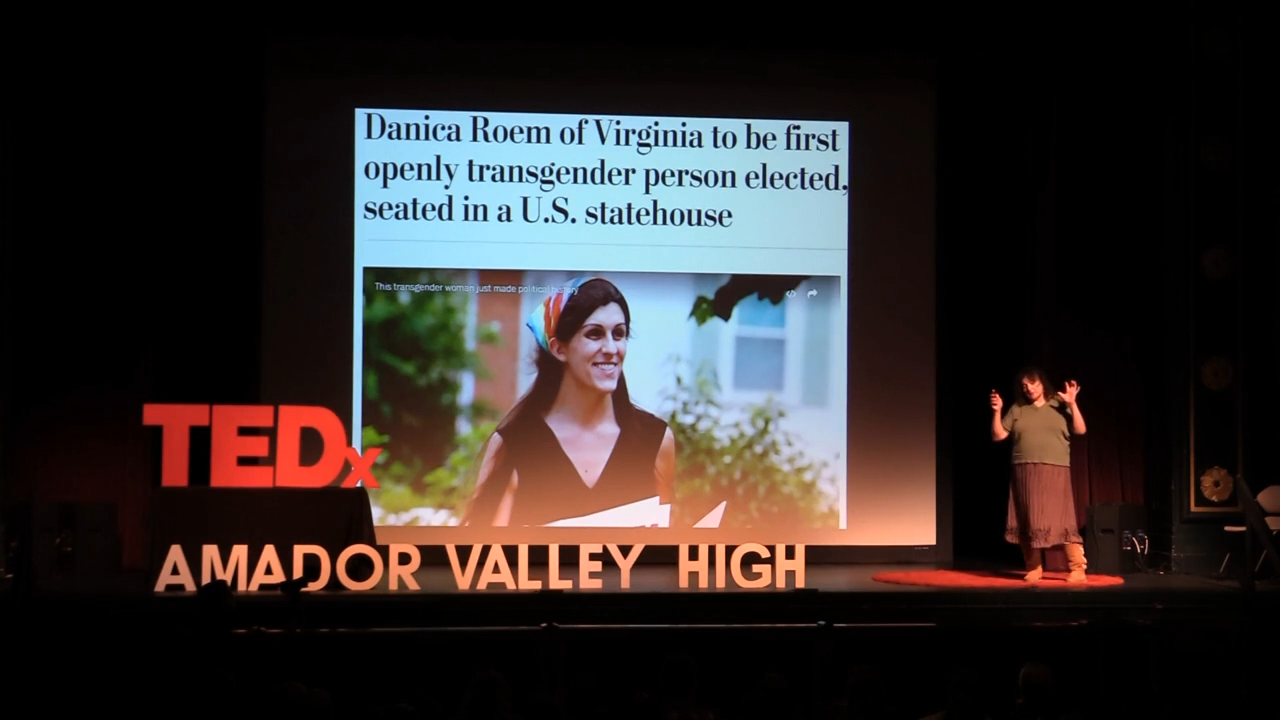 Danica Roem of Virginia to be first
openly transgender person elected,
seated in a U.S. statehouse
This transgender woman just made political history
TEDx
AMADOR VALLEY HIGH